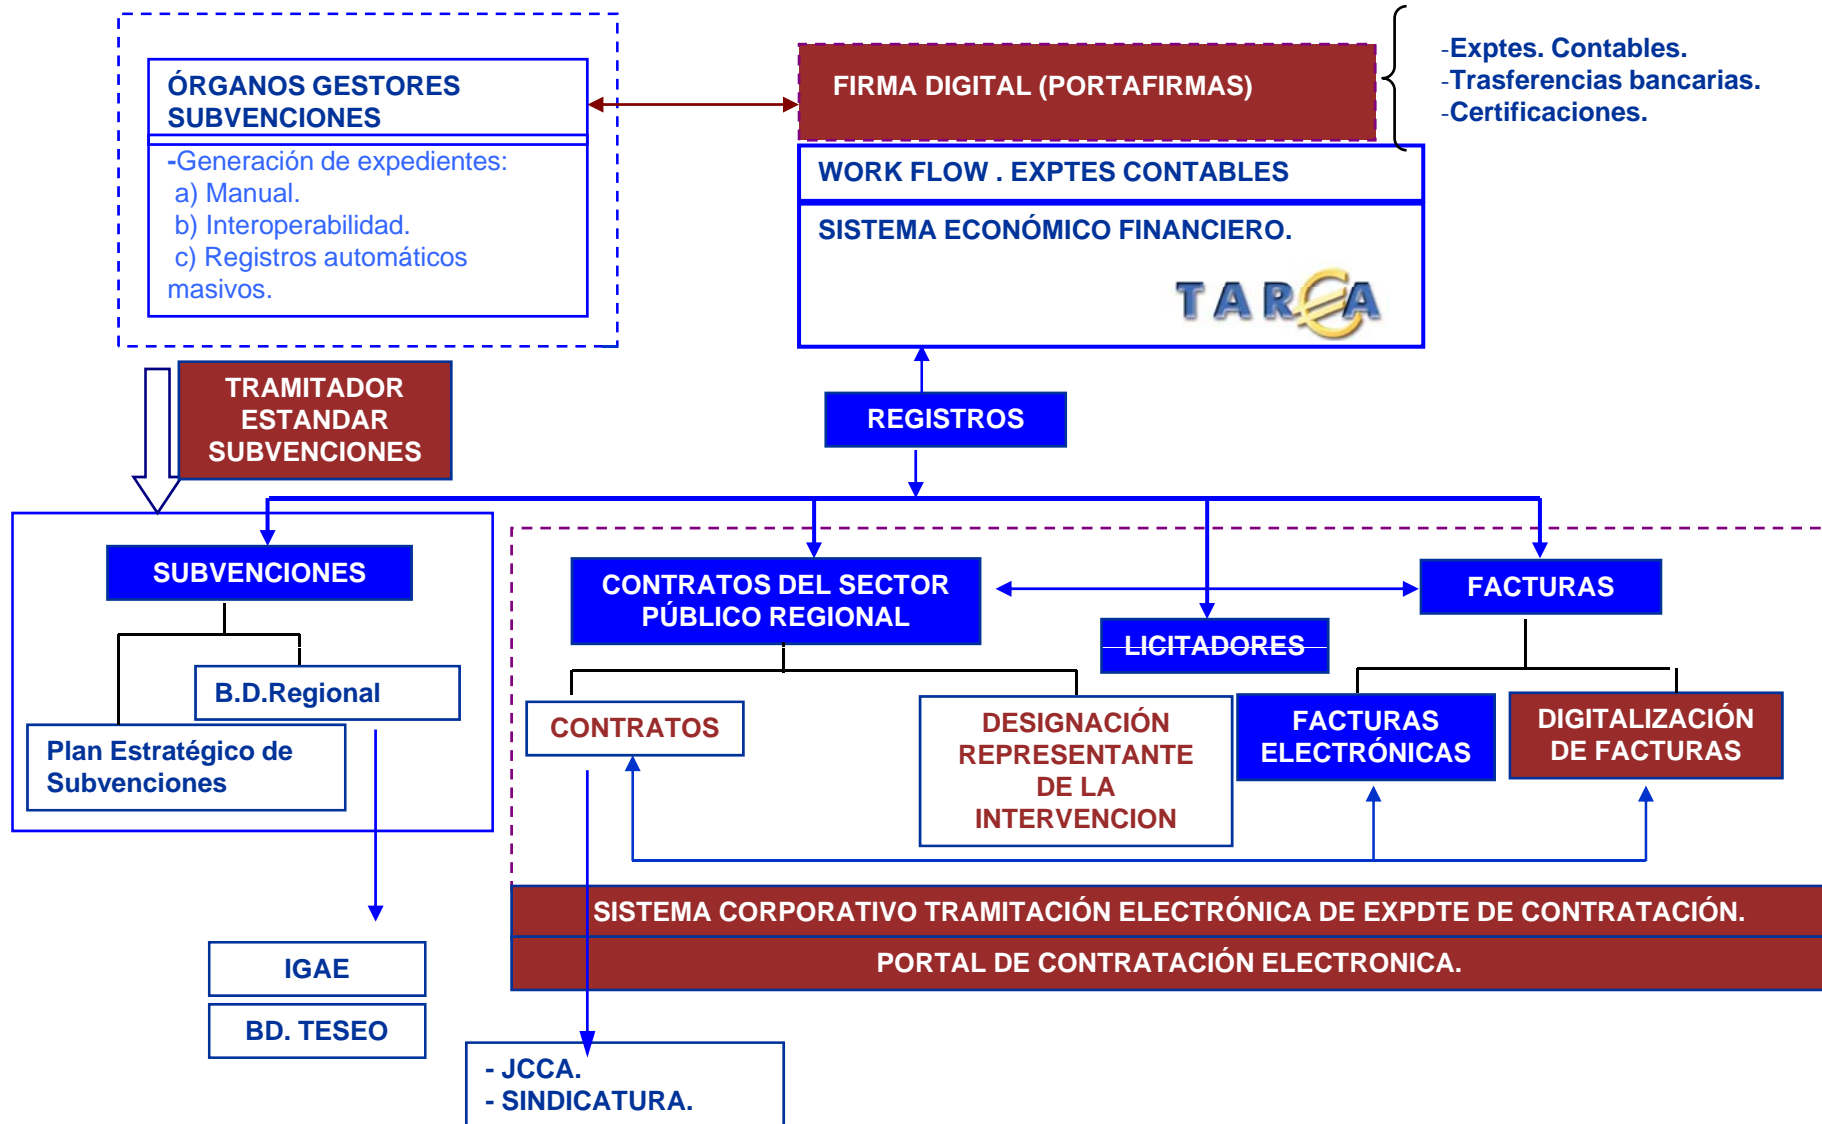 ÓRGANOS GESTORES
SUBVENCIONES
-Generación de expedientes:
a) Manual.
b) Interoperabilidad.
c) Registros automáticos
masivos.
FIRMA DIGITAL (PORTAFIRMAS)
-Exptes. Contables.
-Trasferencias bancarias.
-Certificaciones.
WORK FLOW . EXPTES CONTABLES
SISTEMA ECONÓMICO FINANCIERO.
TAR€A
TRAMITADOR
ESTANDAR
SUBVENCIONES
REGISTROS
SUBVENCIONES
CONTRATOS DEL SECTOR
PÚBLICO REGIONAL
LICITADORES
FACTURAS
B.D.Regional
Plan Estratégico de
Subvenciones
CONTRATOS
DESIGNACIÓN
REPRESENTANTE
DE LA
INTERVENCION
FACTURAS
ELECTRÓNICAS
DIGITALIZACIÓN
DE FACTURAS
SISTEMA CORPORATIVO TRAMITACIÓN ELECTRÓNICA DE EXPDTE DE CONTRATACIÓN.
PORTAL DE CONTRATACIÓN ELECTRONICA.
IGAE
BD. TESEO
- JCCA.
- SINDICATURA.